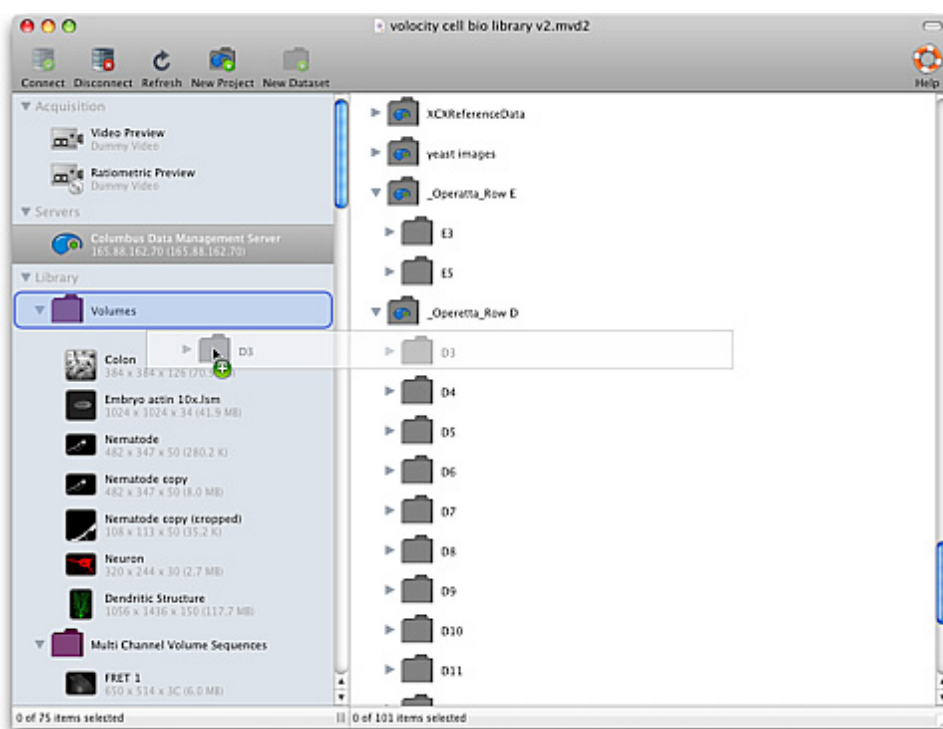 volocity cell bio library v2.mvd2
Connect Disconnect Refresh New Project New Dataset Help
Acquisition
Video Preview
Dummy Video
Ratiometric Preview
Dummy Video
Servers
Columbus Data Management Server
165.88.162.70 (165.88.162.70)
Library
Volumes
D3
Colon
384 x 384 x 126 (70.
Embryo actin 10x.lsm
1024 x 1024 x 34 (41.9 MB)
Nematode
482 x 347 x 50 (280.2 K)
Nematode copy
482 x 347 x 50 (8.0 MB)
Nematode copy (cropped)
108 x 113 x 50 (35.2 K)
Neuron
320 x 244 x 30 (2.7 MB)
Dendritic Structure
1056 x 1436 x 150 (117.7 MB)
Multi Channel Volume Sequences
FRET 1
650 x 514 x 3C (6.0 MB)
0 of 75 items selected
XCXReferenceData
yeast images
_Operatta_Row E
E3
E5
_Operetta_Row D
D3
D4
D5
D6
D7
D8
D9
D10
D11
0 of 101 items selected